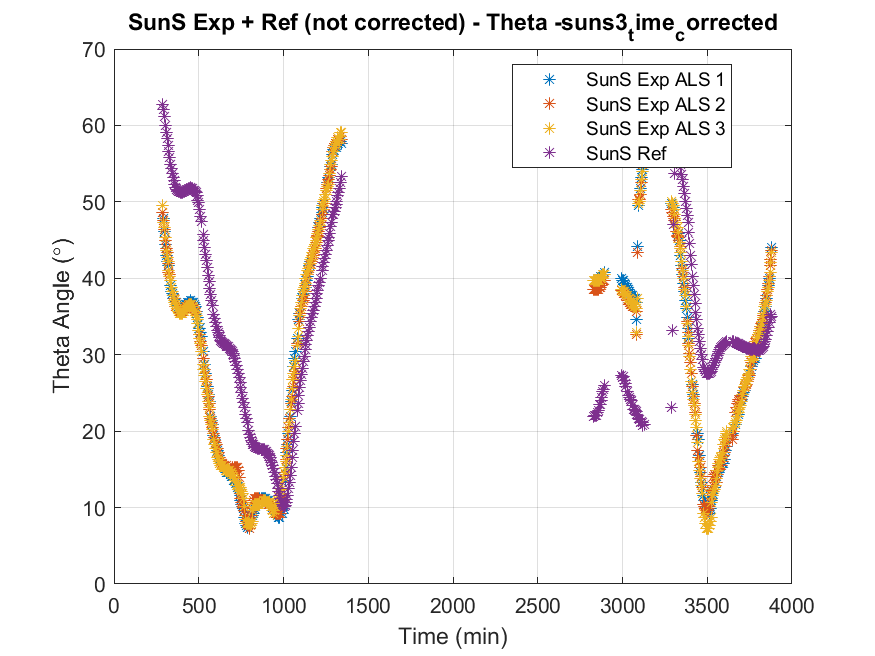 SunS Exp + Ref (not corrected) - Theta -suns3_time_corrected
70
60
50
40
30
20
10
0
Theta Angle (°)
SunS Exp ALS 1
SunS Exp ALS 2
SunS Exp ALS 3
SunS Ref
0 500 1000 1500 2000 2500 3000 3500 4000
Time (min)